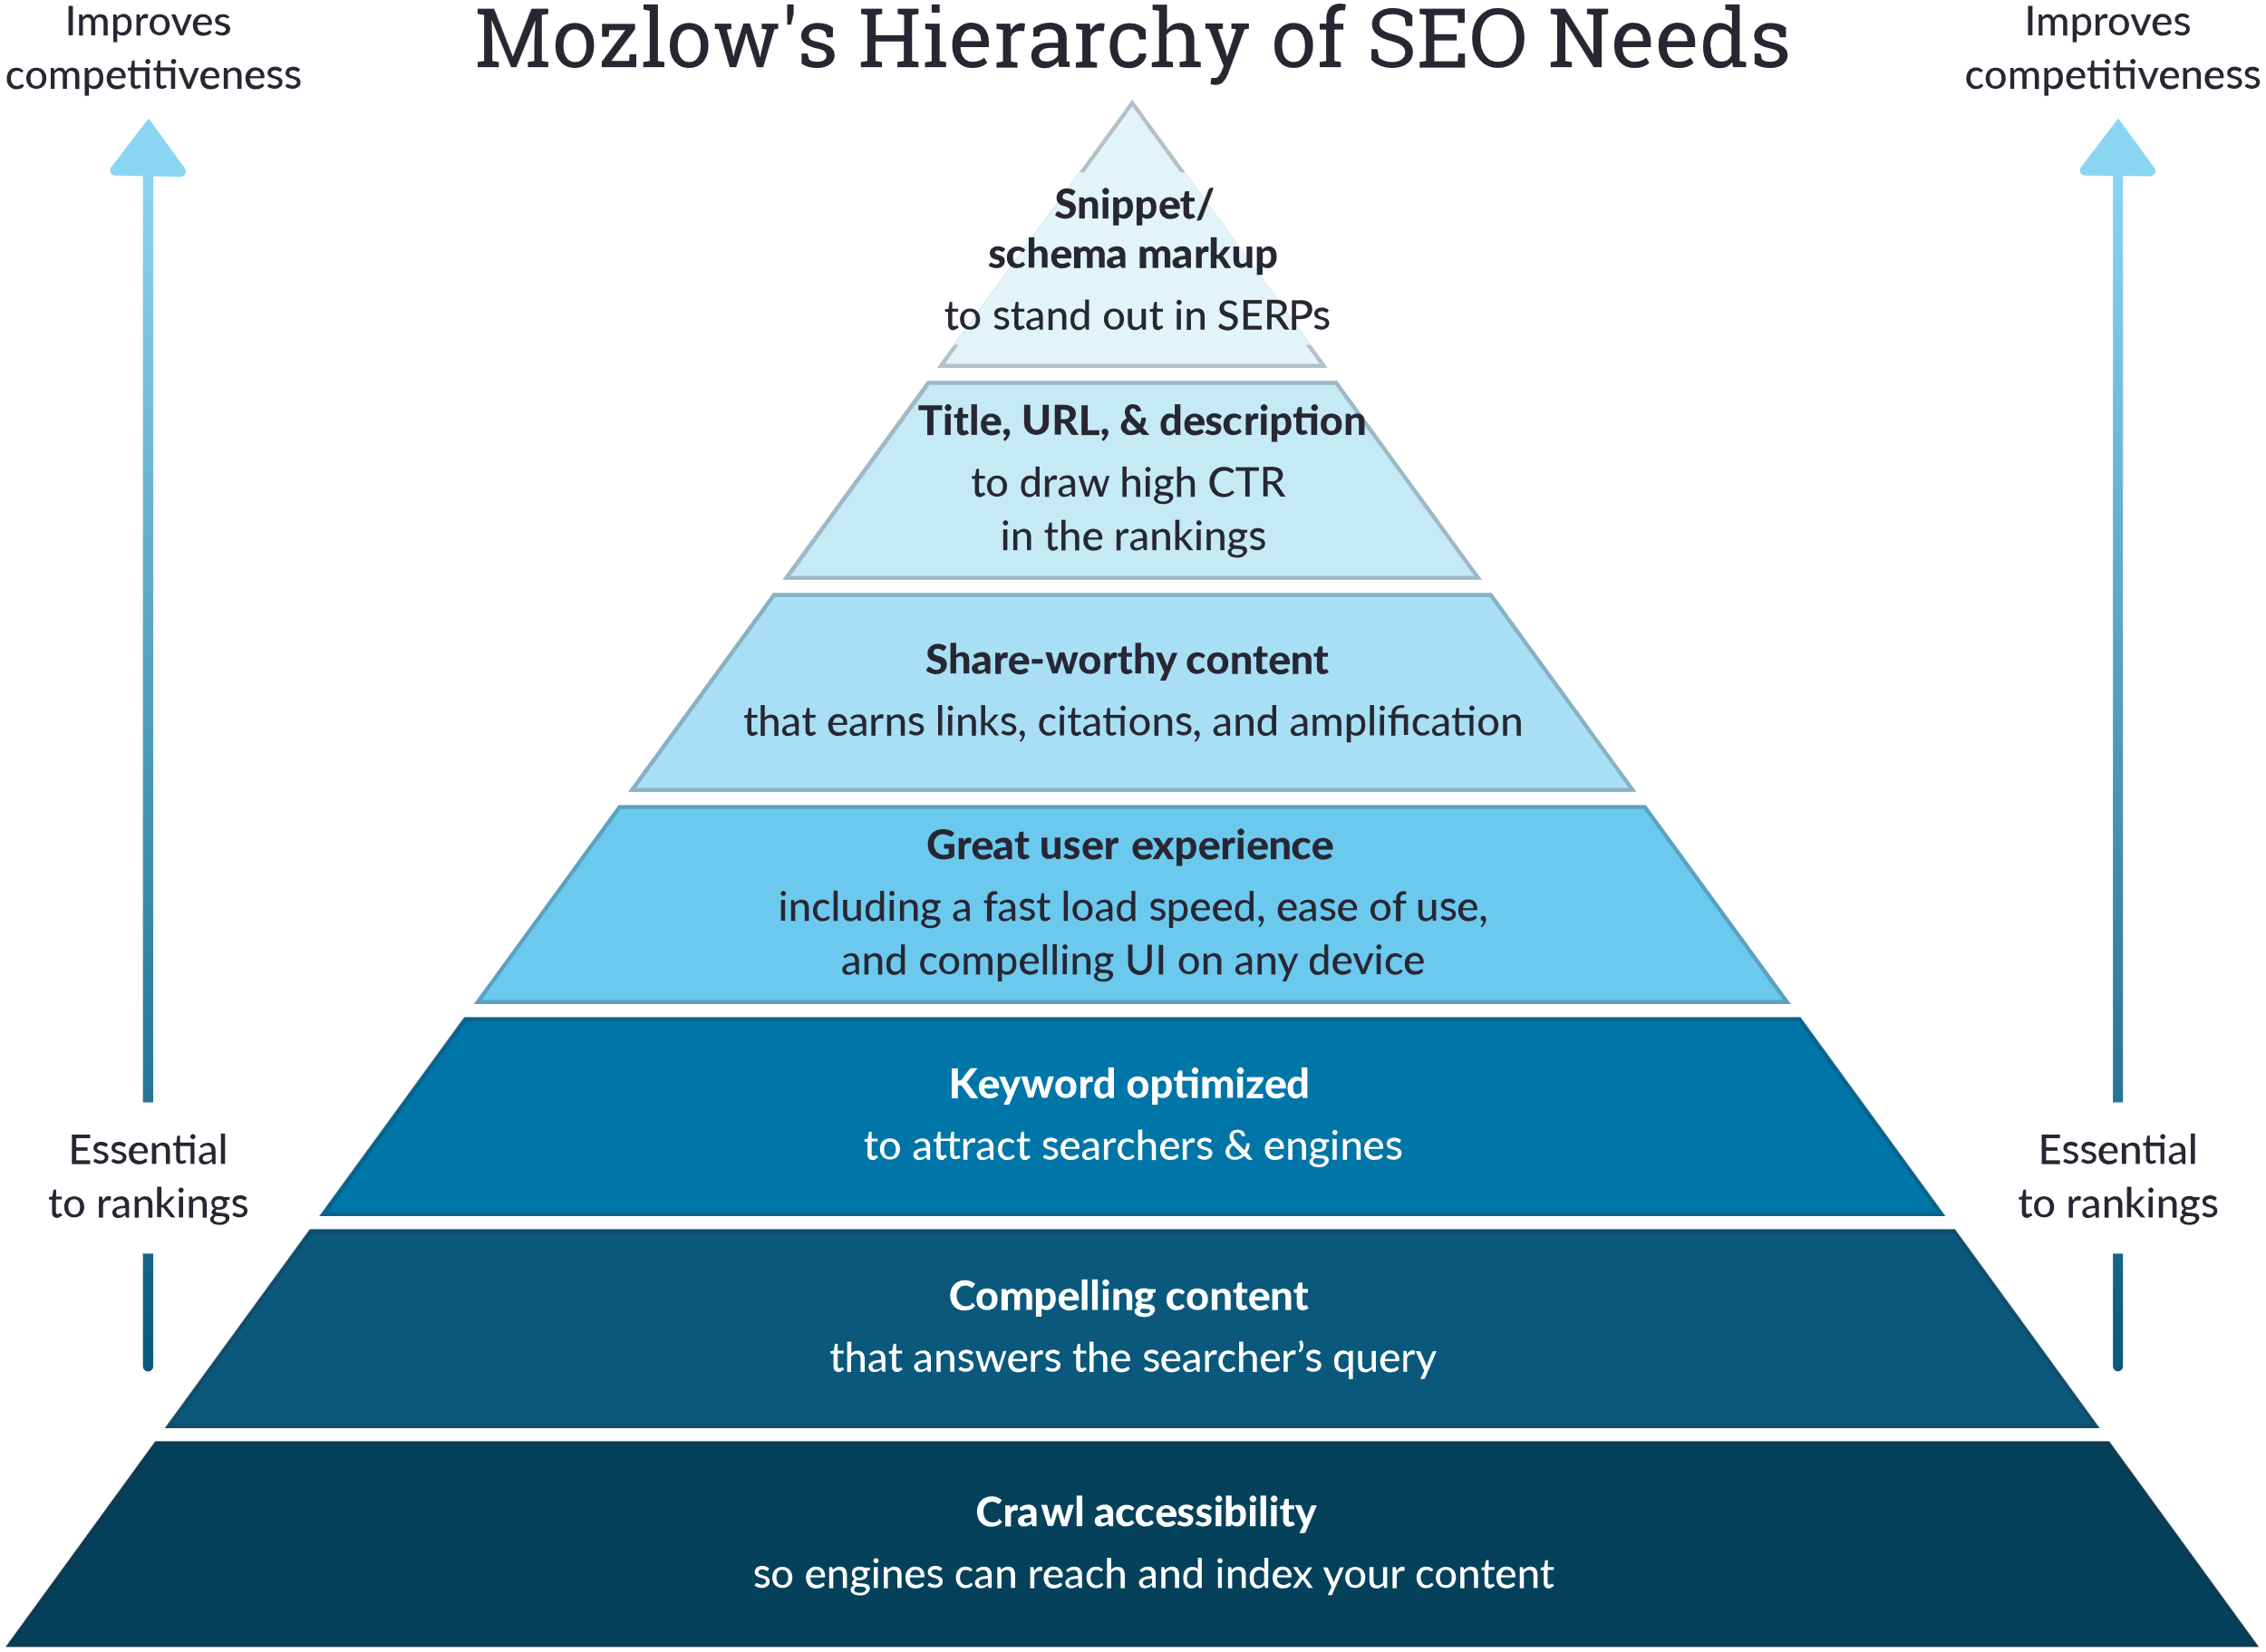 Mozlow's Hierarchy of SEO Needs
Improves
competitiveness
Improves
competitiveness
Snippet/
schema markup
to stand out in SERPs
Title, URL, & description
to draw high CTR
in the rankings
Share-worthy content
that earns links, citations, and amplification
Great user experience
including a fast load speed, ease of use,
and compelling UI on any device
Keyword optimized
to attract searchers & engines
Essential
to rankings
Essential
to rankings
Compelling content
that answers the searcher’s query
Crawl accessibility
so engines can reach and index your content